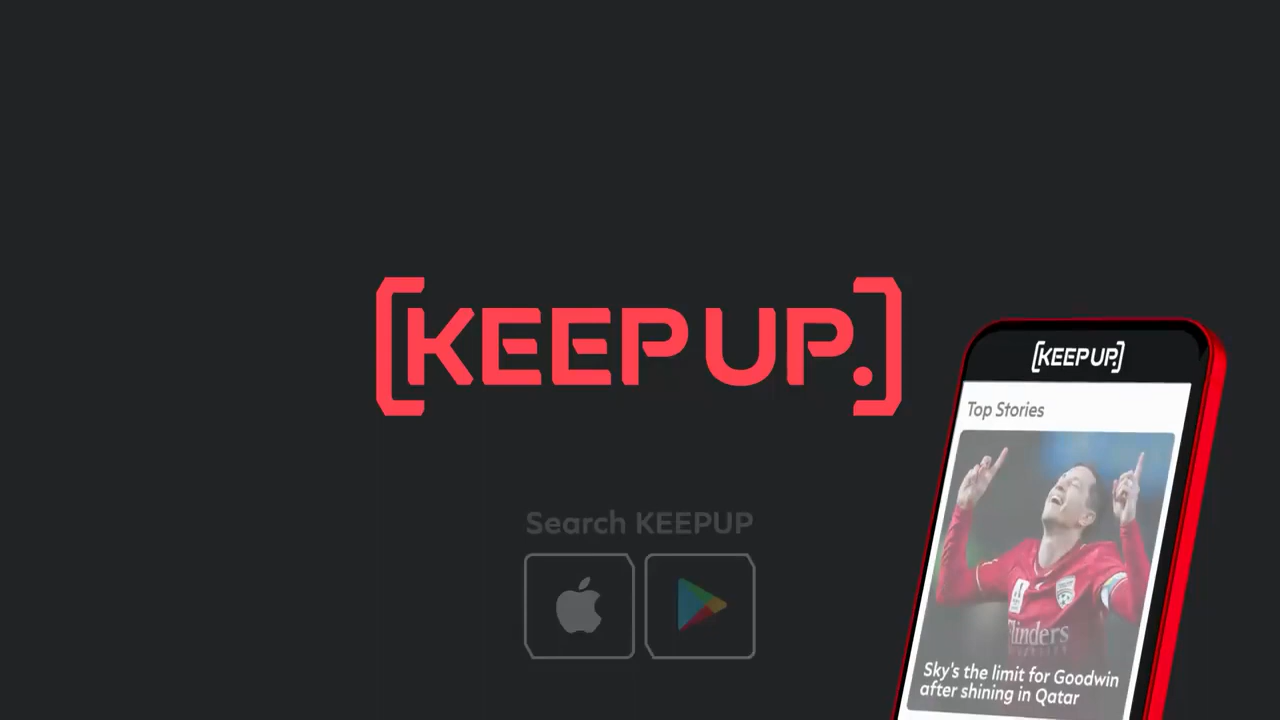 [KEEPUP.]
[KEEPUP.]
Top Stories
Flinders
Sky's the limit for Goodwin
after shining in Qatar
Search KEEPUP